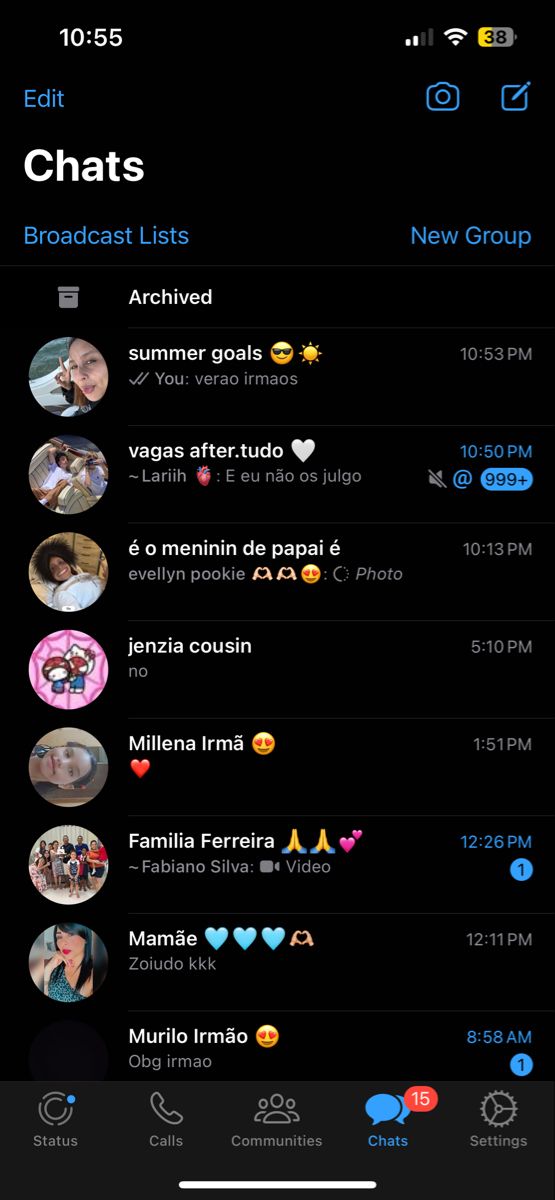 10:55
38
Edit
Chats
Broadcast Lists New Group
Archived
summer goals 😎☀️ 10:53 PM
You: verao irmaos
vagas after.tudo 🤍 10:50 PM
~Lariih 🫀: E eu não os julgo @ 999+
é o meninin de papai é 10:13 PM
evellyn pookie 🫶🏼🫶🏼😍: Photo
jenzia cousin 5:10 PM
no
Millena Irmã 😍 1:51 PM
❤️
Familia Ferreira 🙏🙏💕 12:26 PM
~Fabiano Silva: Video 1
Mamãe 🩵🩵🩵🫶🏽 12:11 PM
Zoiudo kkk
Murilo Irmão 😍 8:58 AM
Obg irmao 1
15
Status Calls Communities Chats Settings